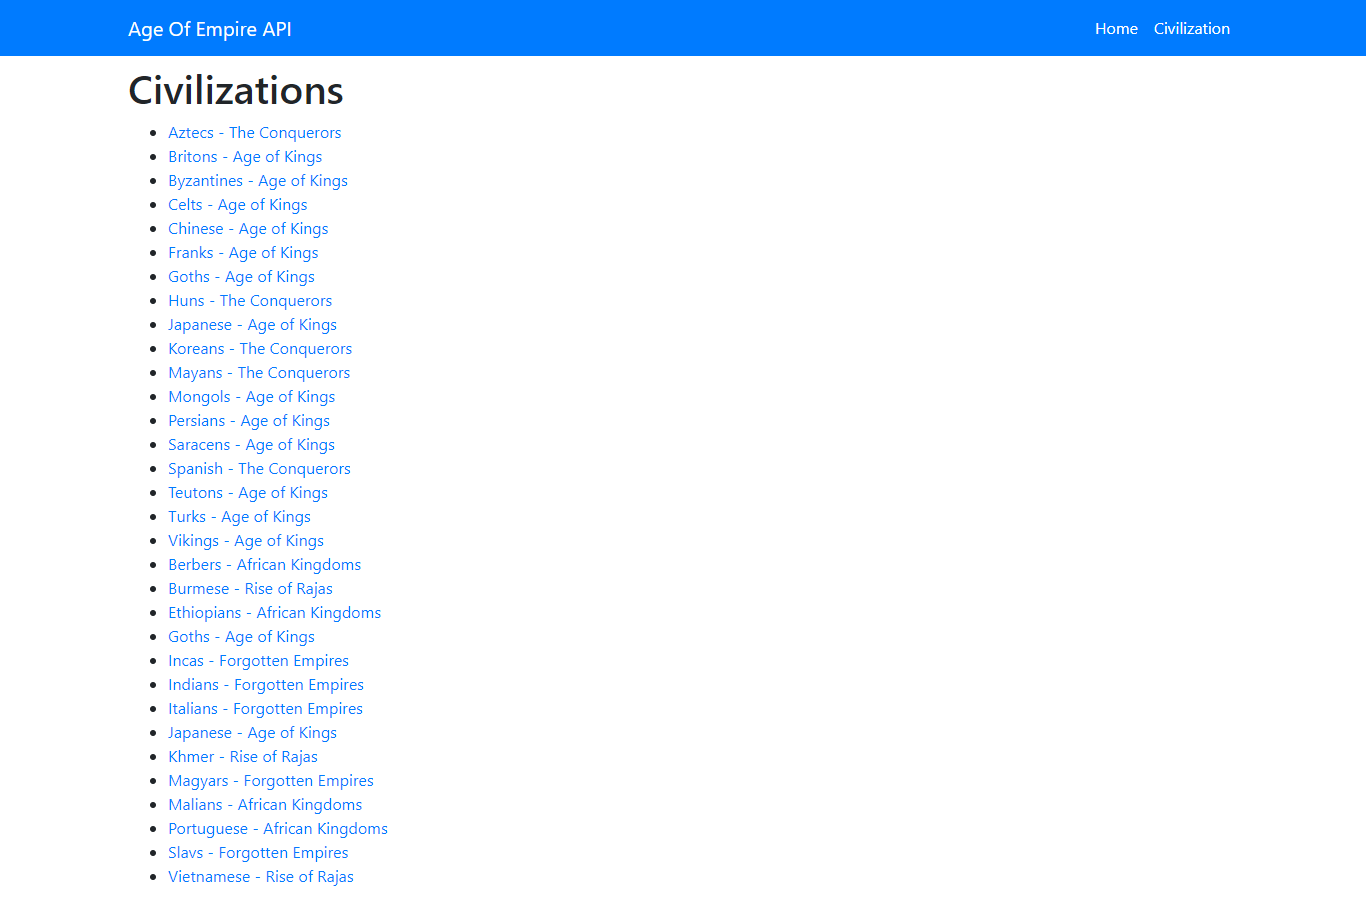 Age Of Empire API
Home Civilization
Civilizations
Aztecs - The Conquerors
Britons - Age of Kings
Byzantines - Age of Kings
Celts - Age of Kings
Chinese - Age of Kings
Franks - Age of Kings
Goths - Age of Kings
Huns - The Conquerors
Japanese - Age of Kings
Koreans - The Conquerors
Mayans - The Conquerors
Mongols - Age of Kings
Persians - Age of Kings
Saracens - Age of Kings
Spanish - The Conquerors
Teutons - Age of Kings
Turks - Age of Kings
Vikings - Age of Kings
Berbers - African Kingdoms
Burmese - Rise of Rajas
Ethiopians - African Kingdoms
Goths - Age of Kings
Incas - Forgotten Empires
Indians - Forgotten Empires
Italians - Forgotten Empires
Japanese - Age of Kings
Khmer - Rise of Rajas
Magyars - Forgotten Empires
Malians - African Kingdoms
Portuguese - African Kingdoms
Slavs - Forgotten Empires
Vietnamese - Rise of Rajas